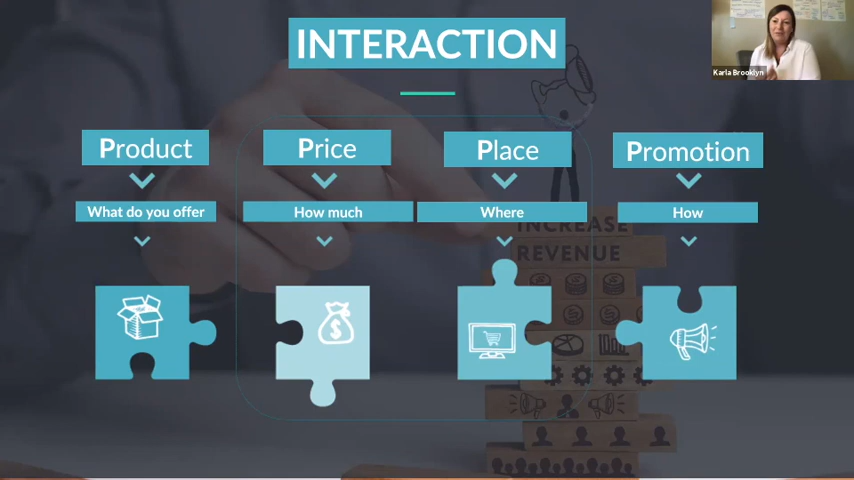 INTERACTION
Karla Brooklyn
Product
Price
Place
Promotion
What do you offer
How much
Where
How
INCREASE
REVENUE